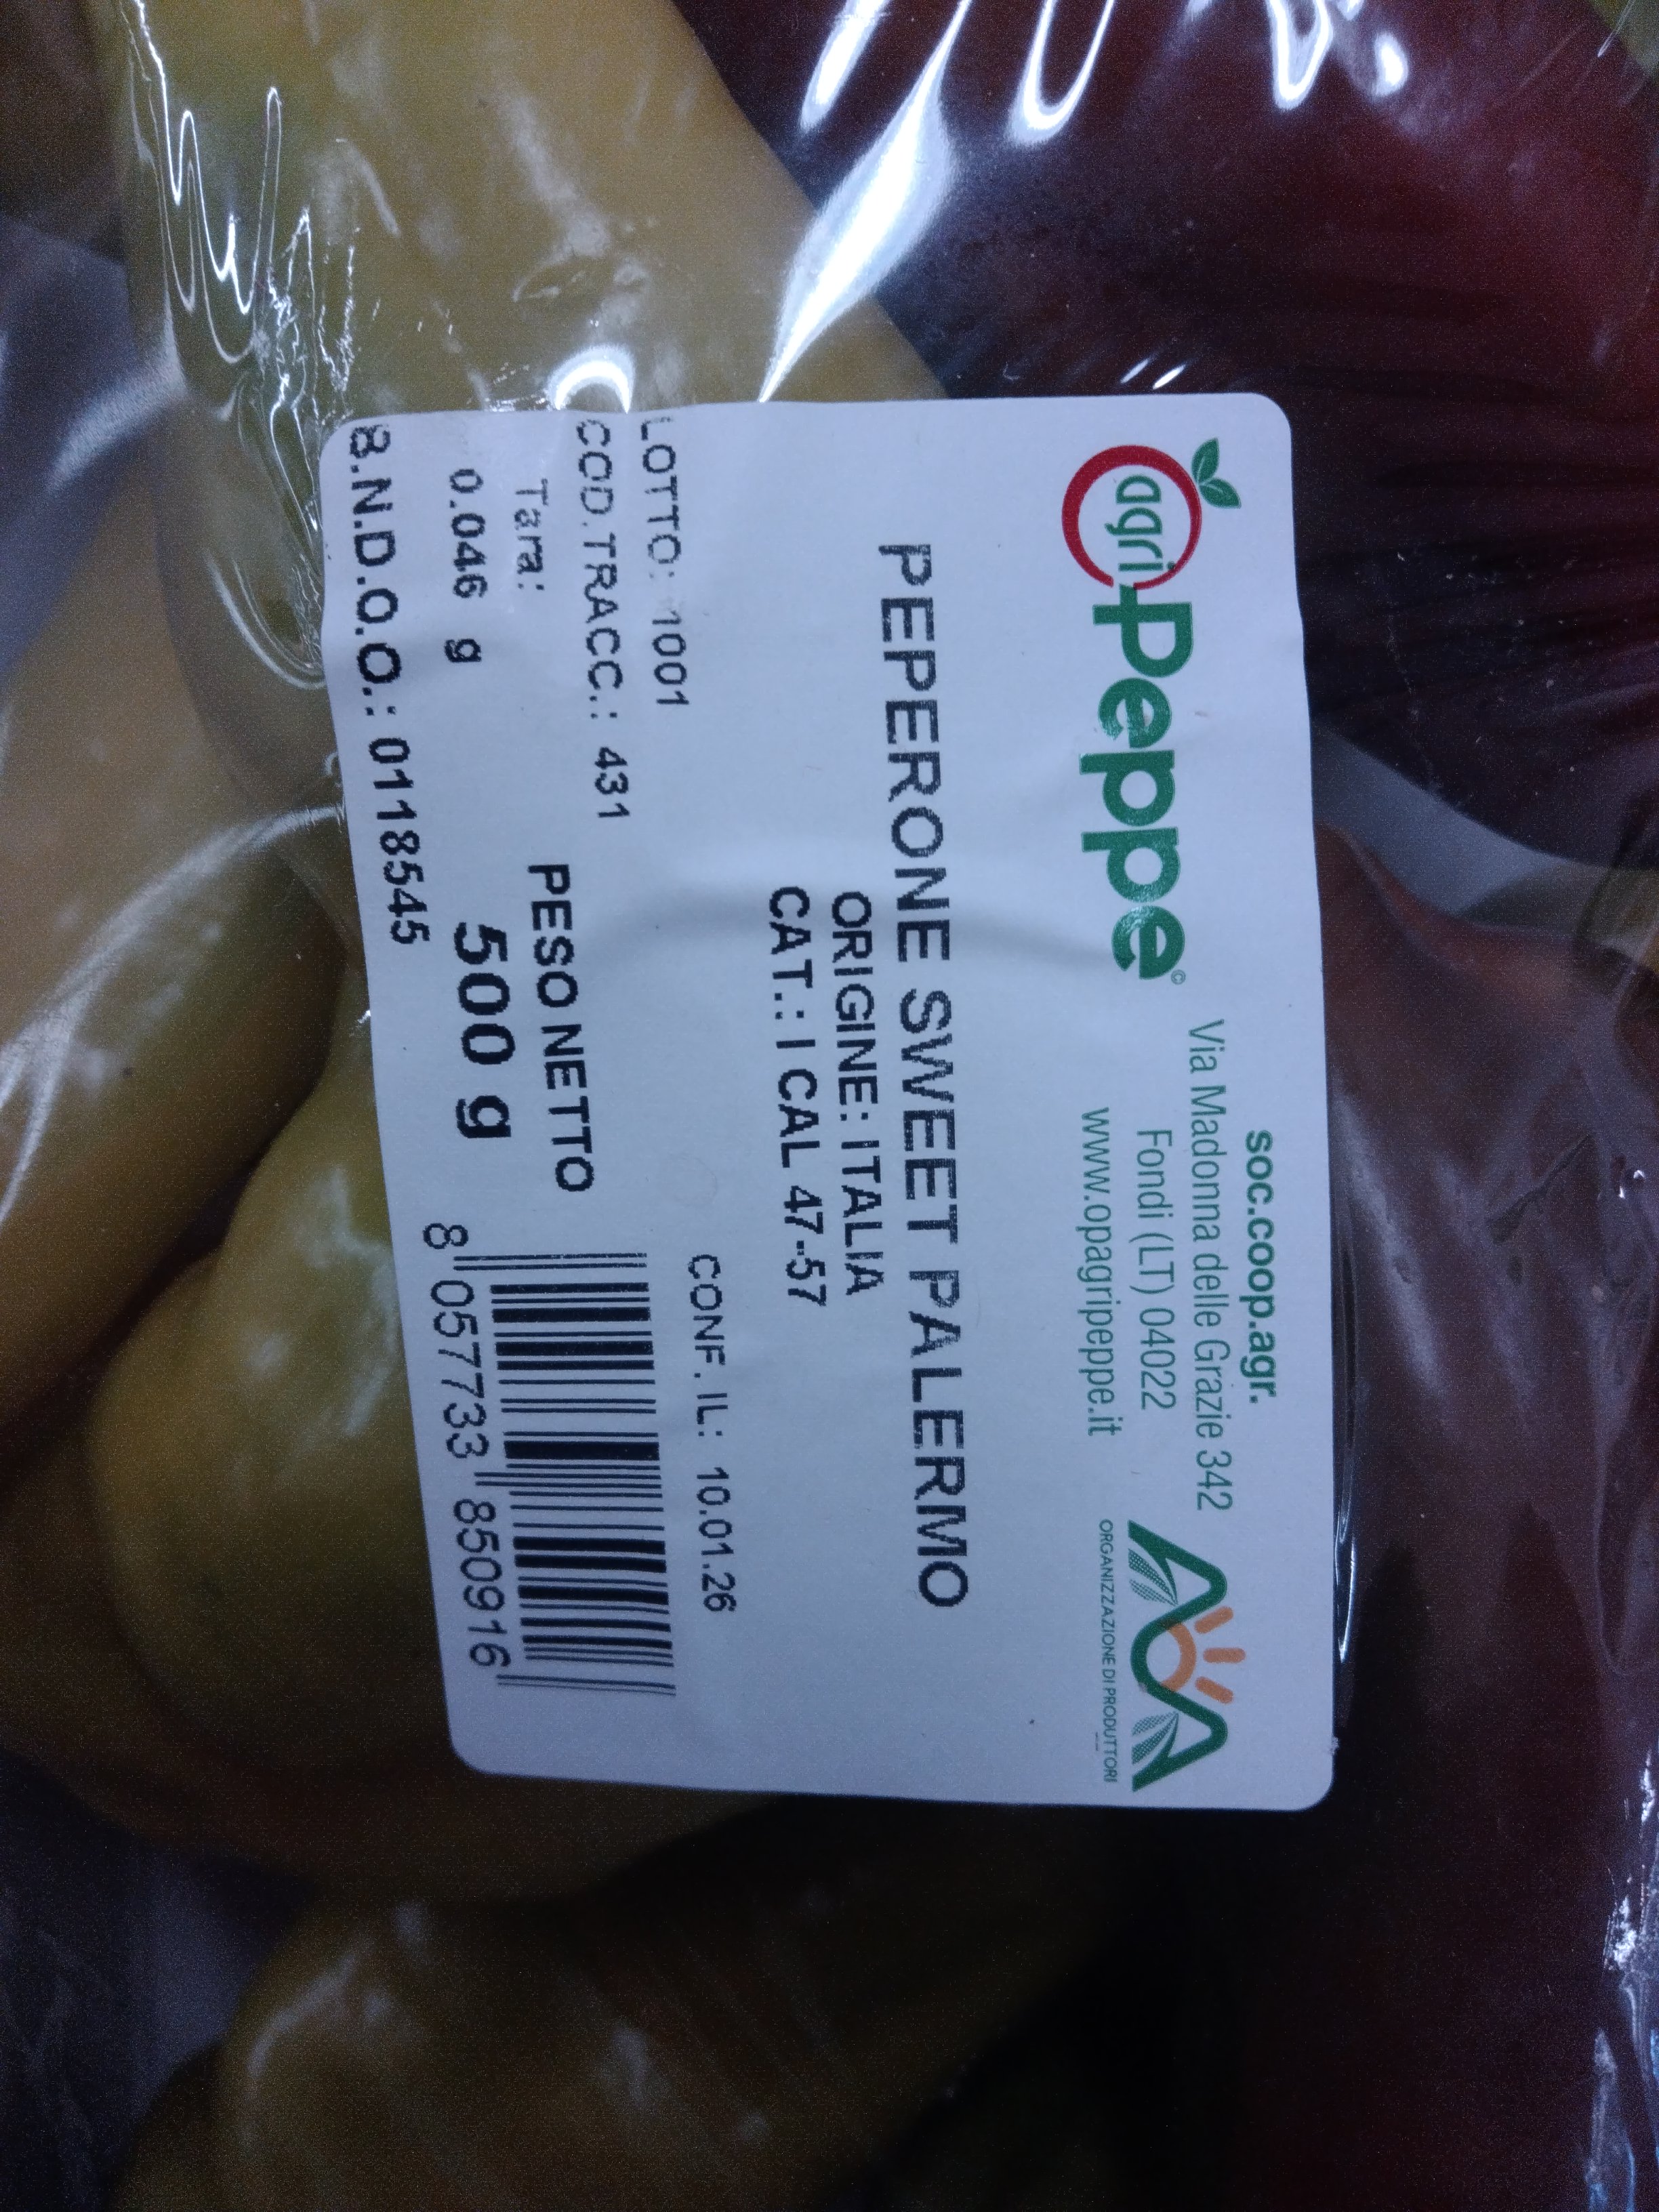 agri Peppe©
soc.coop.agr.
Via Madonna delle Grazie 342
Fondi (LT) 04022
www.opagripeppe.it
AOA
ORGANIZZAZIONE DI PRODUTTORI
PEPERONE SWEET PALERMO
ORIGINE: ITALIA
CAT.: I CAL 47-57
LOTTO: 1001
CONF. IL: 10.01.26
COD.TRACC.: 431
Tara:
0.046 g
PESO NETTO
500 g
B.N.D.O.O.: 0118545
8 057733 850916